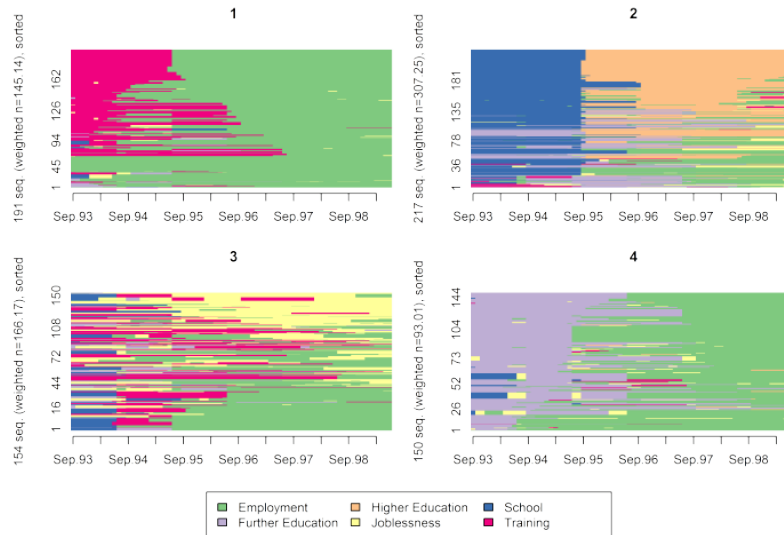 1
191 seq. (weighted n=145.14), sorted
1 45 94 126 162
Sep.93 Sep.94 Sep.95 Sep.96 Sep.97 Sep.98
2
217 seq. (weighted n=307.25), sorted
1 36 78 135 181
Sep.93 Sep.94 Sep.95 Sep.96 Sep.97 Sep.98
3
154 seq. (weighted n=166.17), sorted
1 16 44 72 108 150
Sep.93 Sep.94 Sep.95 Sep.96 Sep.97 Sep.98
4
150 seq. (weighted n=93.01), sorted
1 26 52 73 104 144
Sep.93 Sep.94 Sep.95 Sep.96 Sep.97 Sep.98
Employment Higher Education School
Further Education Joblessness Training